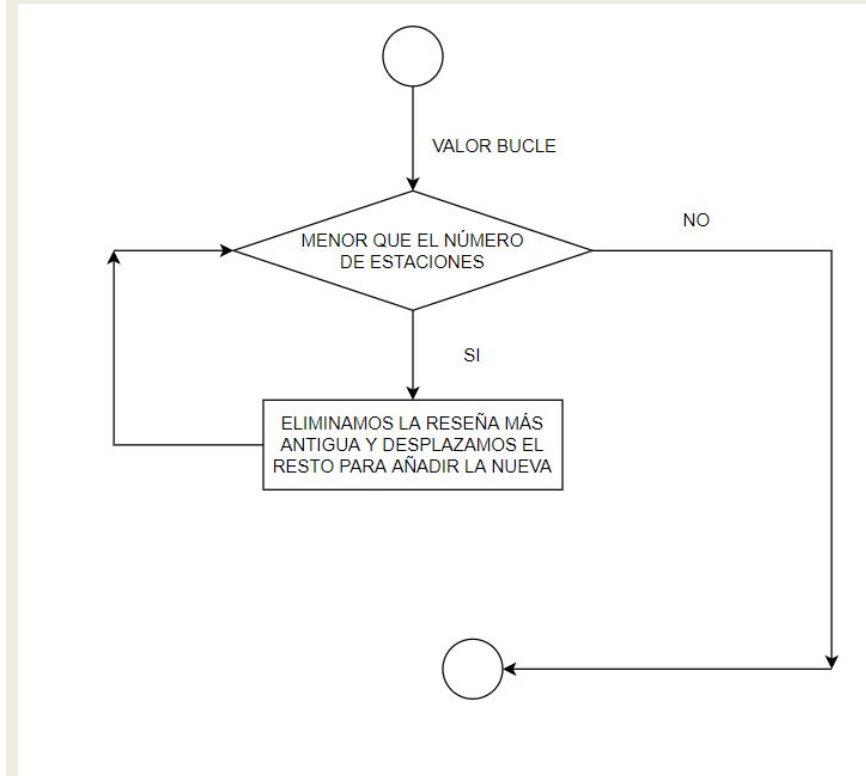 VALOR BUCLE
MENOR QUE EL NÚMERO
DE ESTACIONES
NO
SI
ELIMINAMOS LA RESEÑA MÁS
ANTIGUA Y DESPLAZAMOS EL
RESTO PARA AÑADIR LA NUEVA